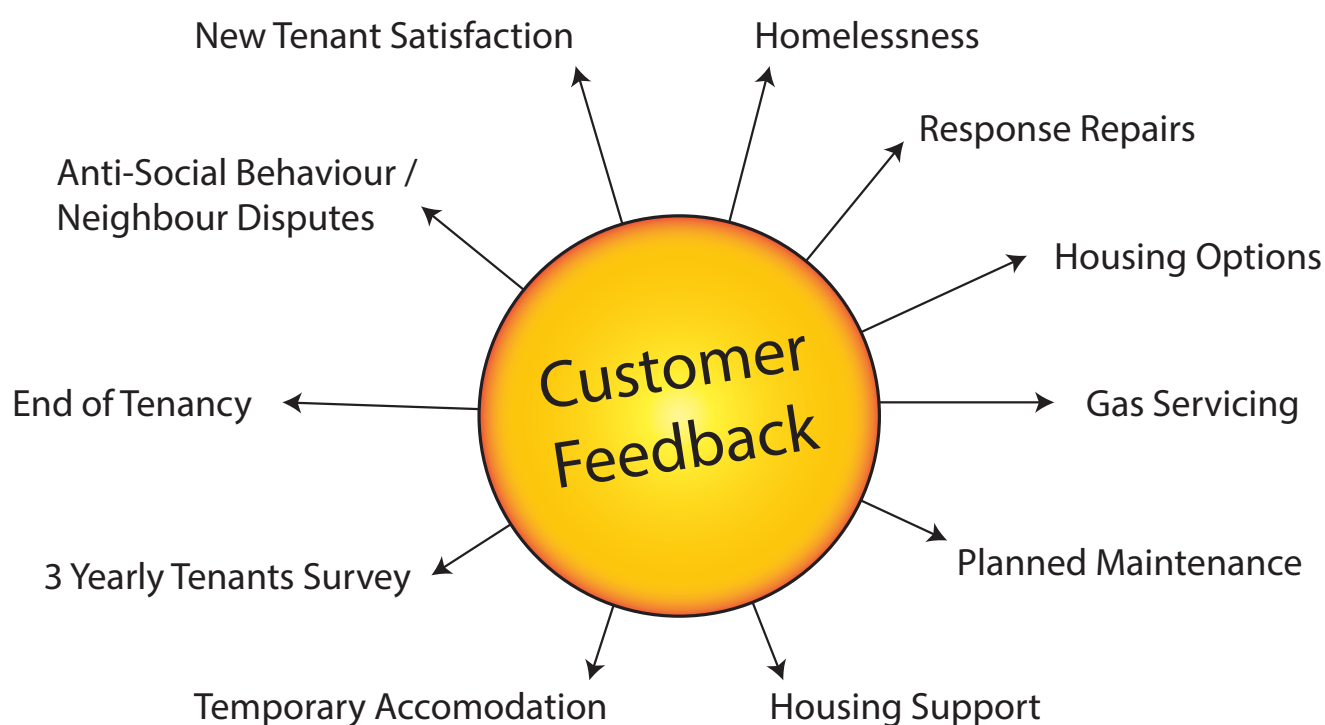 New Tenant Satisfaction
Homelessness
Response Repairs
Anti-Social Behaviour /
Neighbour Disputes
Housing Options
Customer
Feedback
End of Tenancy
Gas Servicing
3 Yearly Tenants Survey
Planned Maintenance
Temporary Accomodation
Housing Support